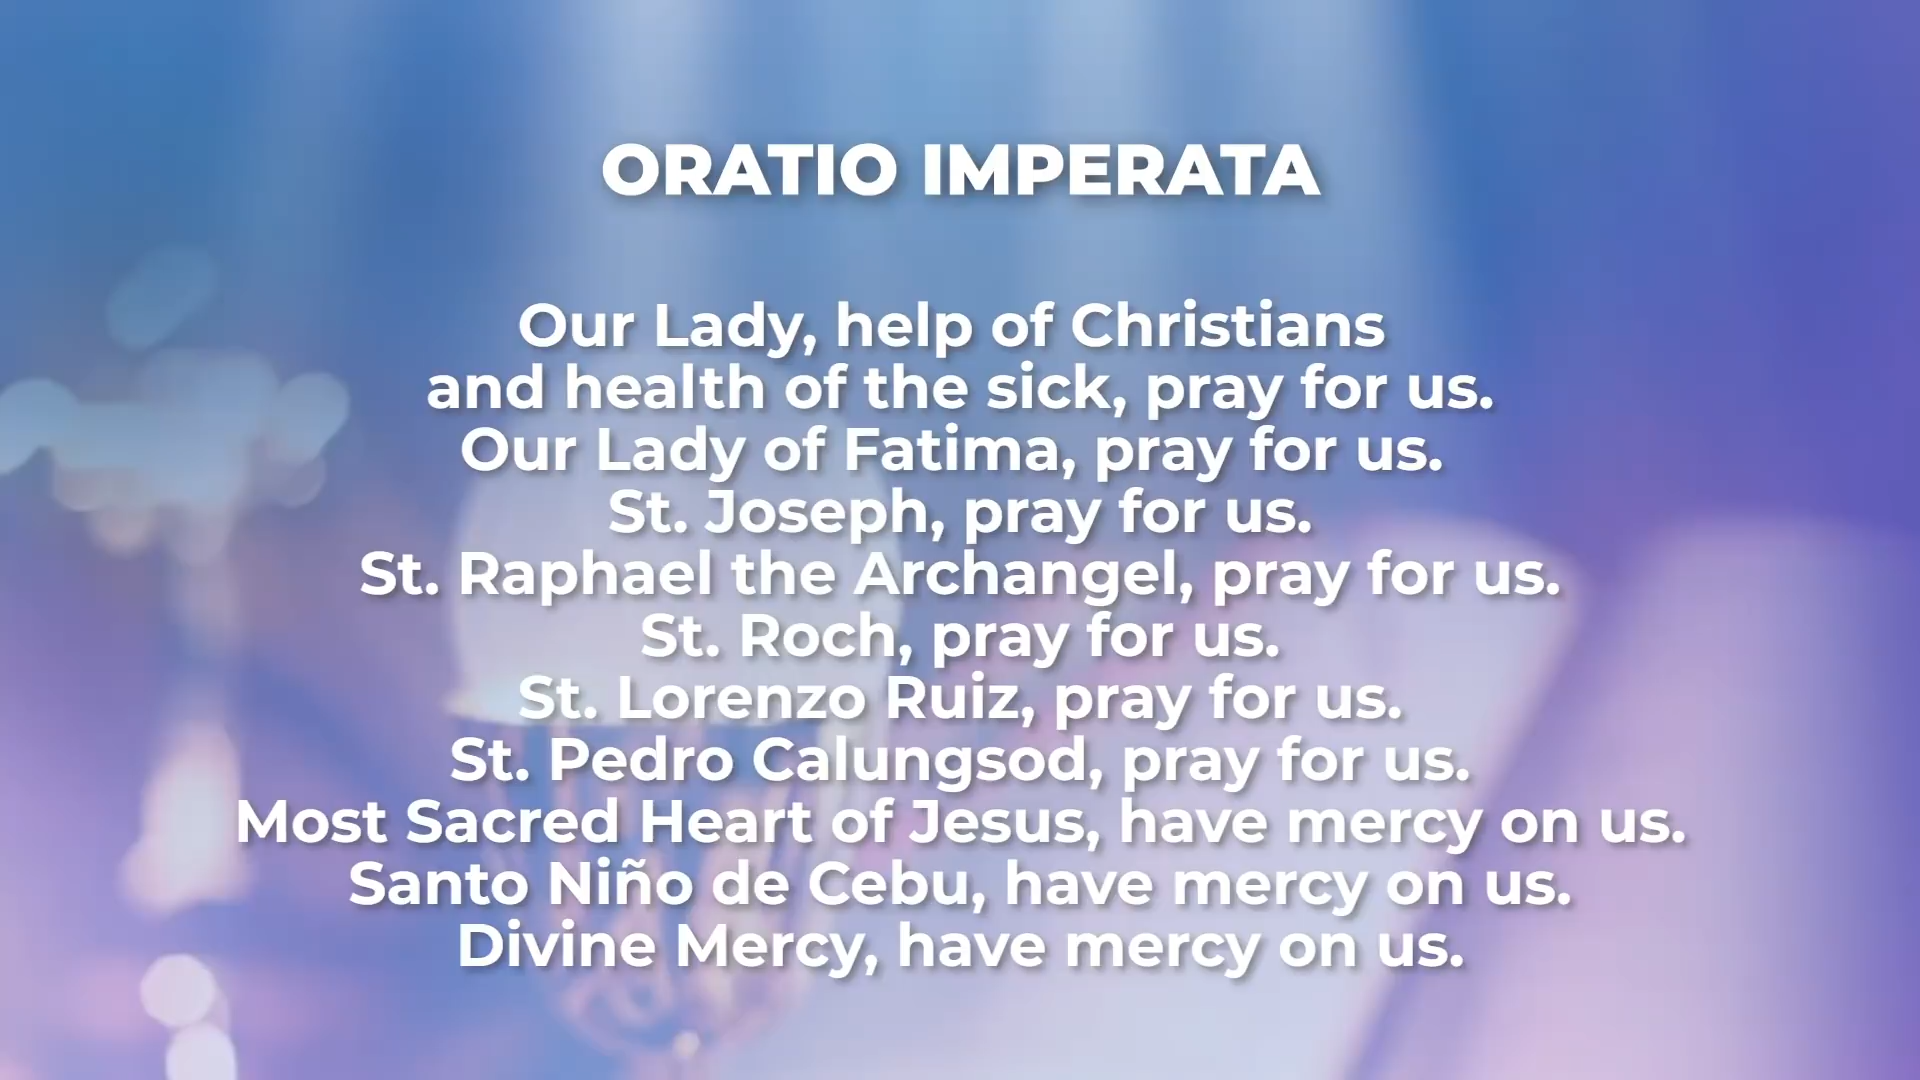 ORATIO IMPERATA
Our Lady, help of Christians
and health of the sick, pray for us.
Our Lady of Fatima, pray for us.
St. Joseph, pray for us.
St. Raphael the Archangel, pray for us.
St. Roch, pray for us.
St. Lorenzo Ruiz, pray for us.
St. Pedro Calungsod, pray for us.
Most Sacred Heart of Jesus, have mercy on us.
Santo Niño de Cebu, have mercy on us.
Divine Mercy, have mercy on us.